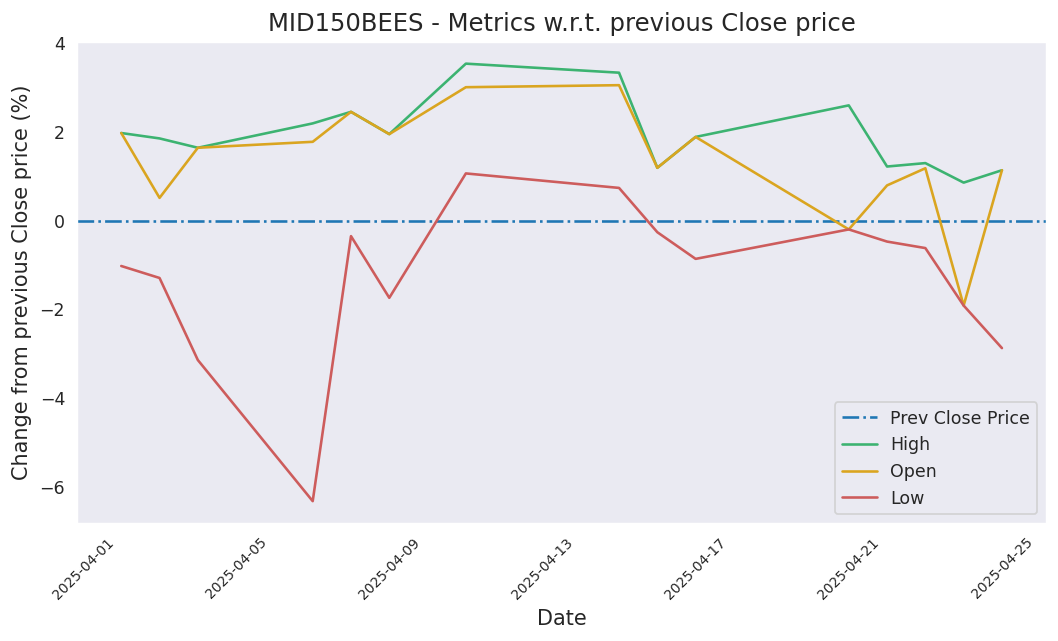 MID150BEES - Metrics w.r.t. previous Close price
Change from previous Close price (%)
4
2
0
−2
−4
−6
Prev Close Price
High
Open
Low
2025-04-01
2025-04-05
2025-04-09
2025-04-13
2025-04-17
2025-04-21
2025-04-25
Date